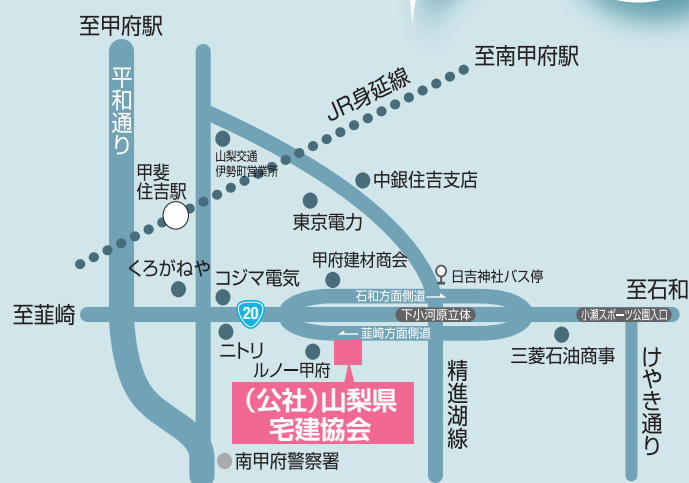 至甲府駅
平和通り
JR身延線
至南甲府駅
山梨交通
伊勢町営業所
甲斐
住吉駅
中銀住吉支店
東京電力
くろがねや
コジマ電気
甲府建材商会
日吉神社バス停
至石和
石和方面側道
至韮崎
20
下小河原立体
小瀬スポーツ公園入口
韮崎方面側道
ニトリ
ルノー甲府
三菱石油商事
精進湖線
けやき通り
(公社)山梨県
宅建協会
南甲府警察署